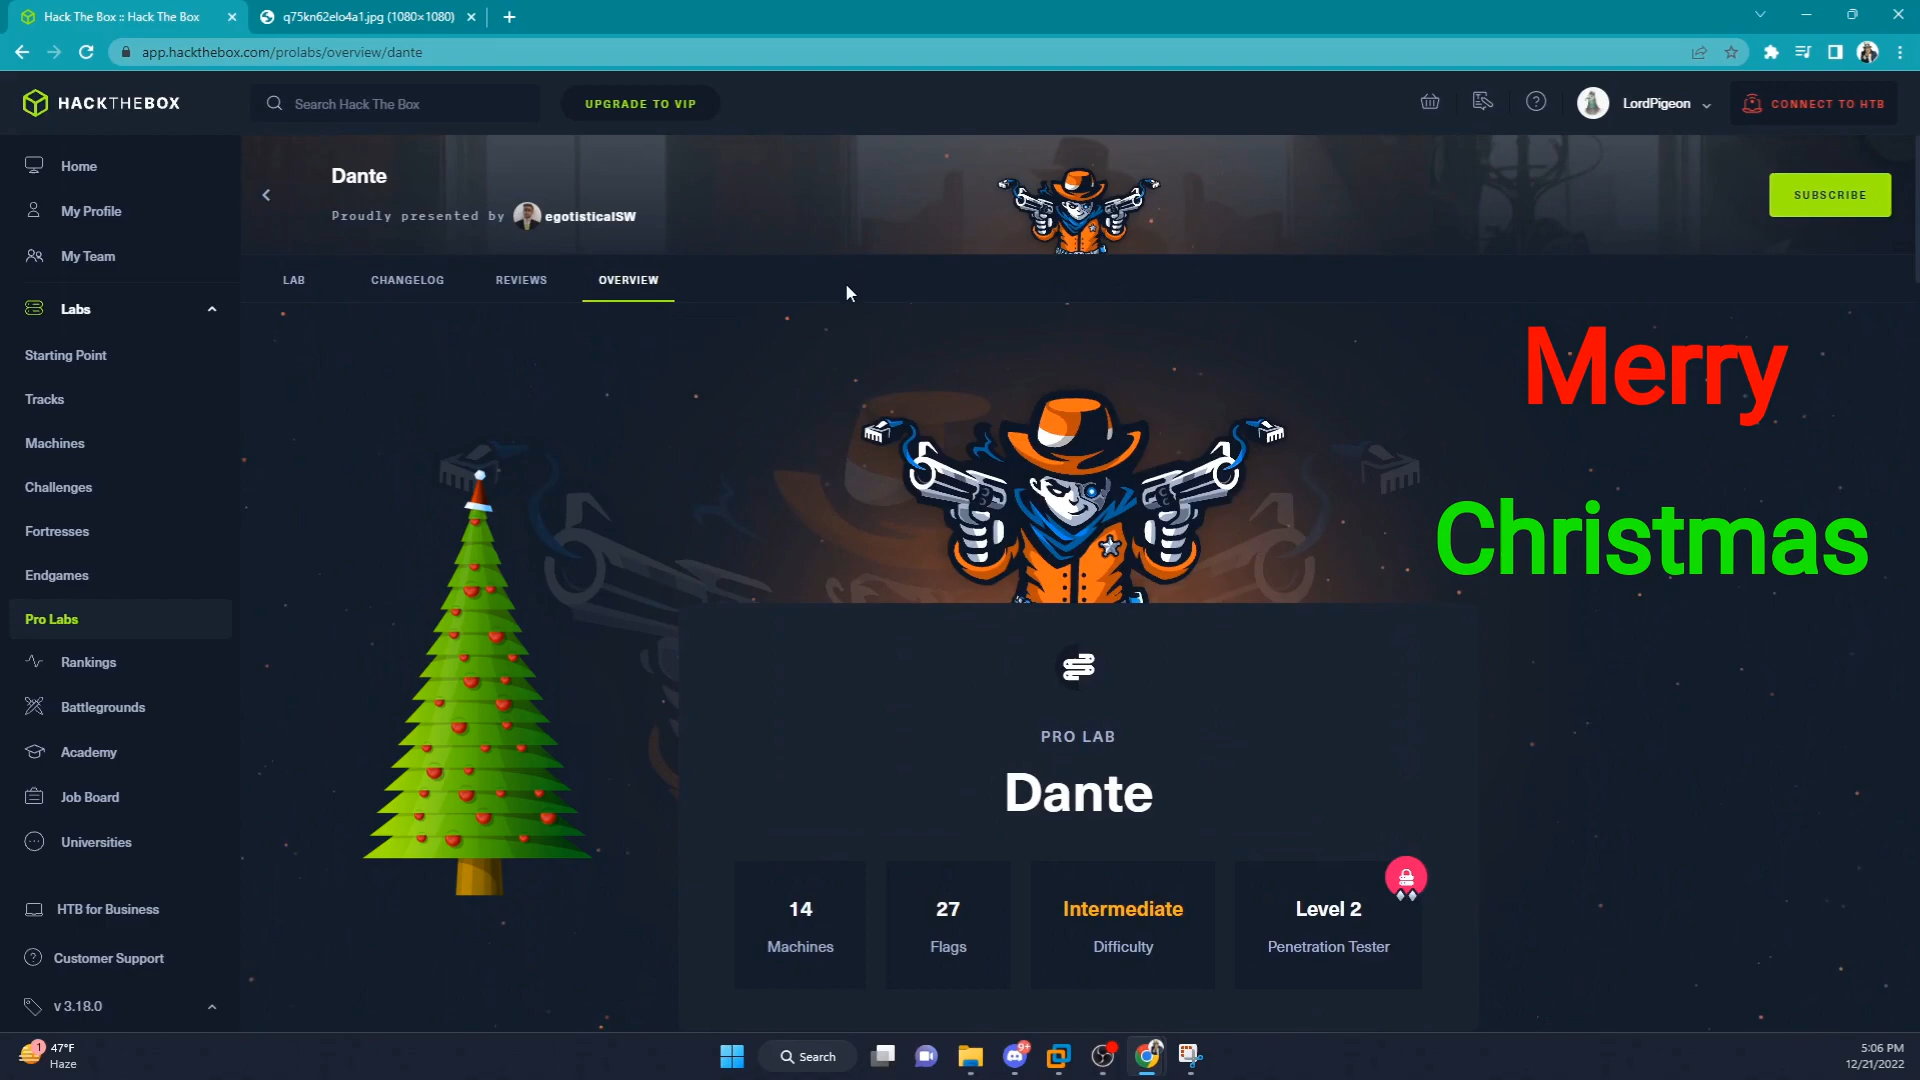 Hack The Box :: Hack The Box
q75kn62elo4a1.jpg (1080×1080)
app.hackthebox.com/prolabs/overview/dante
HACKTHEBOX
Search Hack The Box
UPGRADE TO VIP
LordPigeon
CONNECT TO HTB
Home
My Profile
My Team
Labs
Starting Point
Tracks
Machines
Challenges
Fortresses
Endgames
Pro Labs
Rankings
Battlegrounds
Academy
Job Board
Universities
HTB for Business
Customer Support
v 3.18.0
Dante
Proudly presented by egotisticalSW
SUBSCRIBE
LAB
CHANGELOG
REVIEWS
OVERVIEW
Merry
Christmas
PRO LAB
Dante
14
Machines
27
Flags
Intermediate
Difficulty
Level 2
Penetration Tester
1
47°F
Haze
Search
9+
5:06 PM
12/21/2022